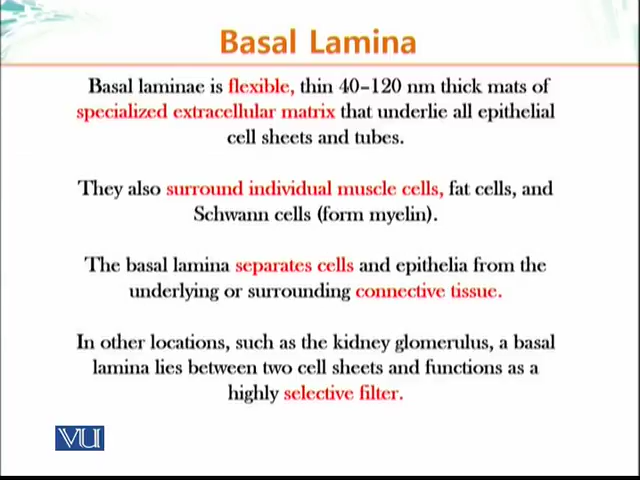 Basal Lamina
Basal laminae is flexible, thin 40–120 nm thick mats of
specialized extracellular matrix that underlie all epithelial
cell sheets and tubes.
They also surround individual muscle cells, fat cells, and
Schwann cells (form myelin).
The basal lamina separates cells and epithelia from the
underlying or surrounding connective tissue.
In other locations, such as the kidney glomerulus, a basal
lamina lies between two cell sheets and functions as a
highly selective filter.
VU